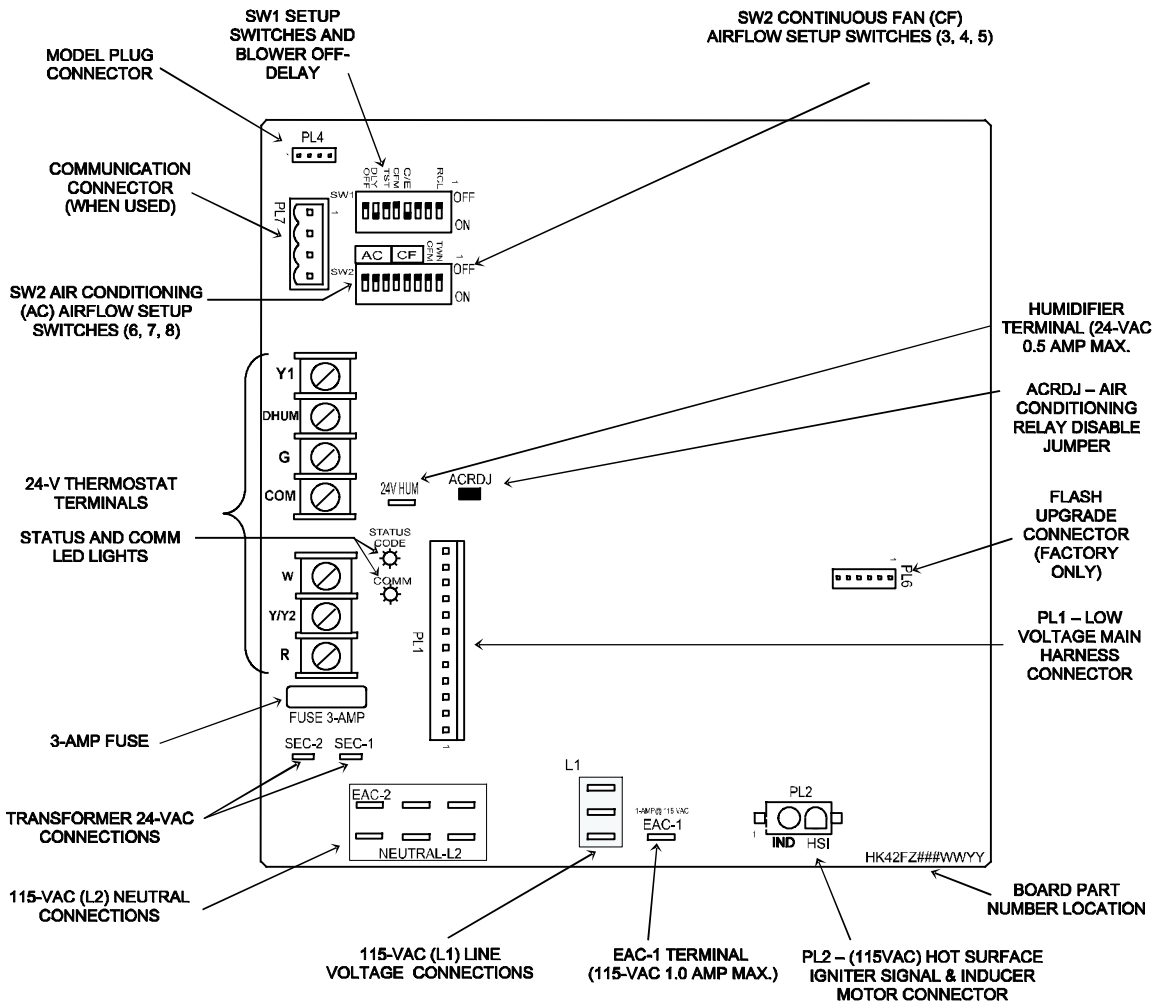 SW1 SETUP
SWITCHES AND
BLOWER OFF-
DELAY
SW2 CONTINUOUS FAN (CF)
AIRFLOW SETUP SWITCHES (3, 4, 5)
MODEL PLUG
CONNECTOR
PL4
1
COMMUNICATION
CONNECTOR
(WHEN USED)
PL7
1
OFF
DLY
TST
CFM
C/E
RCL
1
SW1
OFF
ON
AC
CF
TWN
CFM
1
SW2
OFF
ON
SW2 AIR CONDITIONING
(AC) AIRFLOW SETUP
SWITCHES (6, 7, 8)
HUMIDIFIER
TERMINAL (24-VAC
0.5 AMP MAX.
ACRDJ – AIR
CONDITIONING
RELAY DISABLE
JUMPER
Y1
DHUM
G
COM
24V HUM
ACRDJ
24-V THERMOSTAT
TERMINALS
STATUS AND COMM
LED LIGHTS
STATUS
CODE
COMM
FLASH
UPGRADE
CONNECTOR
(FACTORY
ONLY)
1
PL6
W
Y/Y2
R
PL1
1
PL1 – LOW
VOLTAGE MAIN
HARNESS
CONNECTOR
FUSE 3-AMP
3-AMP FUSE
SEC-2
SEC-1
TRANSFORMER 24-VAC
CONNECTIONS
EAC-2
NEUTRAL-L2
L1
1-AMP@ 115 VAC
EAC-1
PL2
1
IND
HSI
HK42FZ###WWYY
115-VAC (L2) NEUTRAL
CONNECTIONS
BOARD PART
NUMBER LOCATION
115-VAC (L1) LINE
VOLTAGE CONNECTIONS
EAC-1 TERMINAL
(115-VAC 1.0 AMP MAX.)
PL2 – (115VAC) HOT SURFACE
IGNITER SIGNAL & INDUCER
MOTOR CONNECTOR